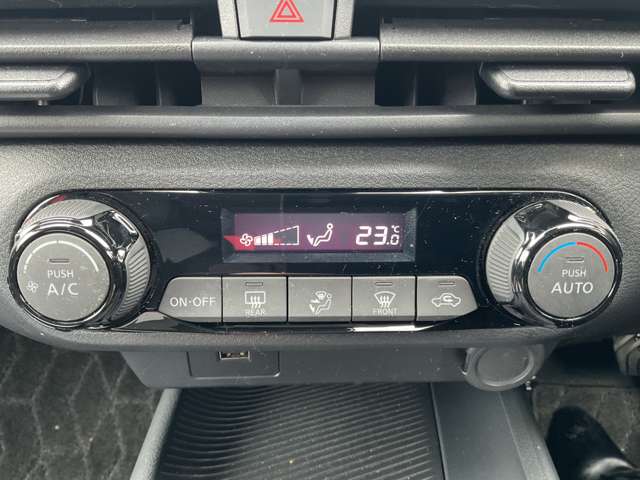 23.0 °C
PUSH
A/C
ON·OFF
REAR
FRONT
PUSH
AUTO